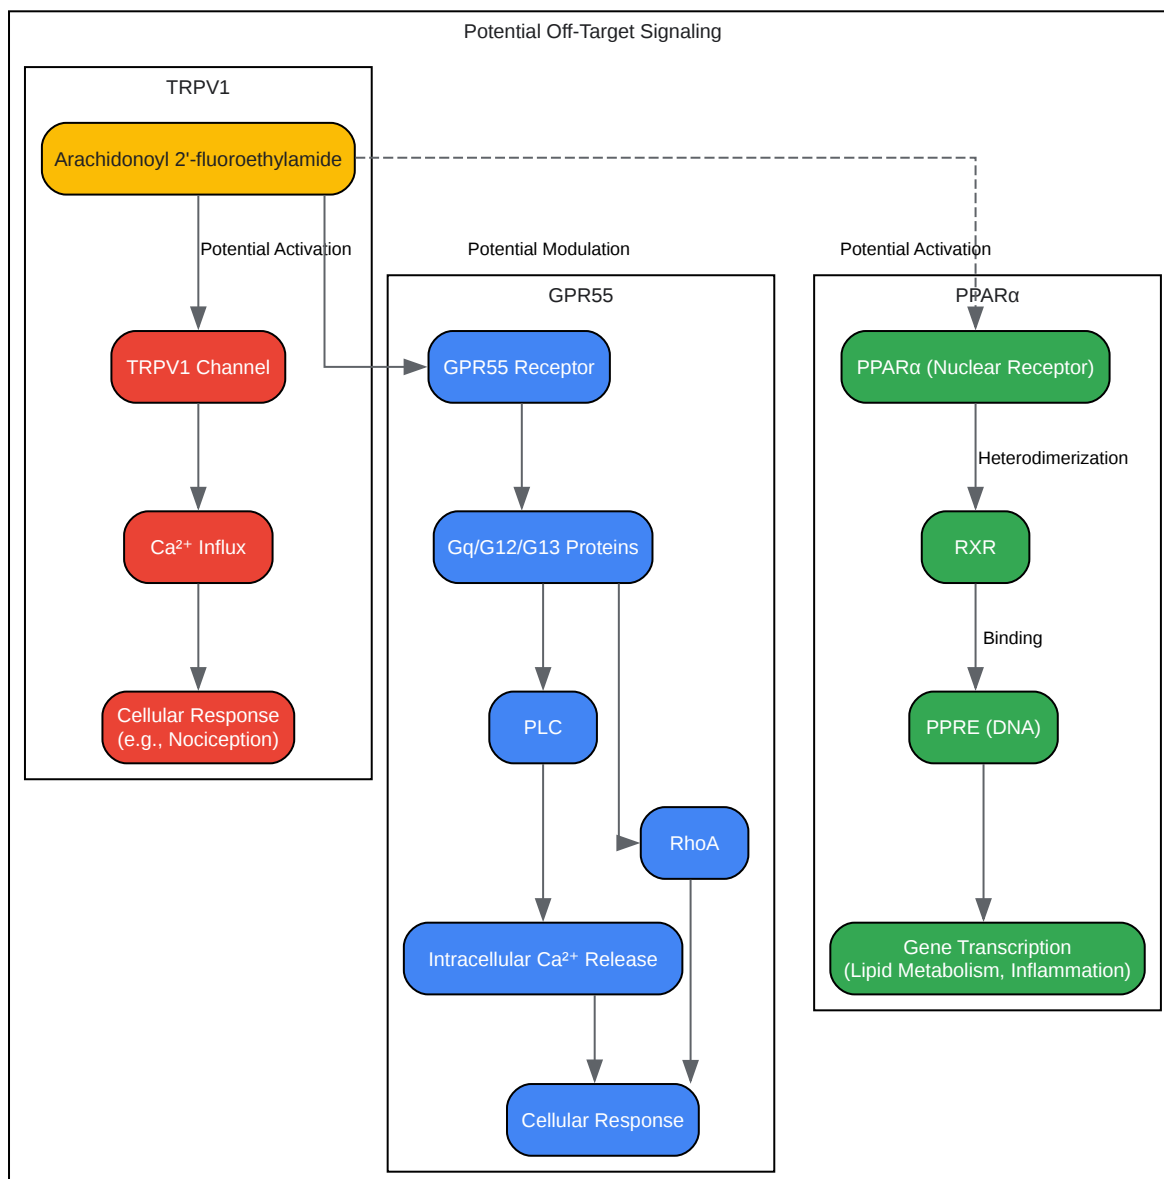 Potential Off-Target Signaling
TRPV1
Arachidonoyl 2'-fluoroethylamide
Potential Activation
Potential Modulation
Potential Activation
GPR55
PPARα
TRPV1 Channel
GPR55 Receptor
PPARα (Nuclear Receptor)
Heterodimerization
Ca²⁺ Influx
Gq/G12/G13 Proteins
RXR
Binding
Cellular Response
(e.g., Nociception)
PLC
PPRE (DNA)
RhoA
Intracellular Ca²⁺ Release
Gene Transcription
(Lipid Metabolism, Inflammation)
Cellular Response